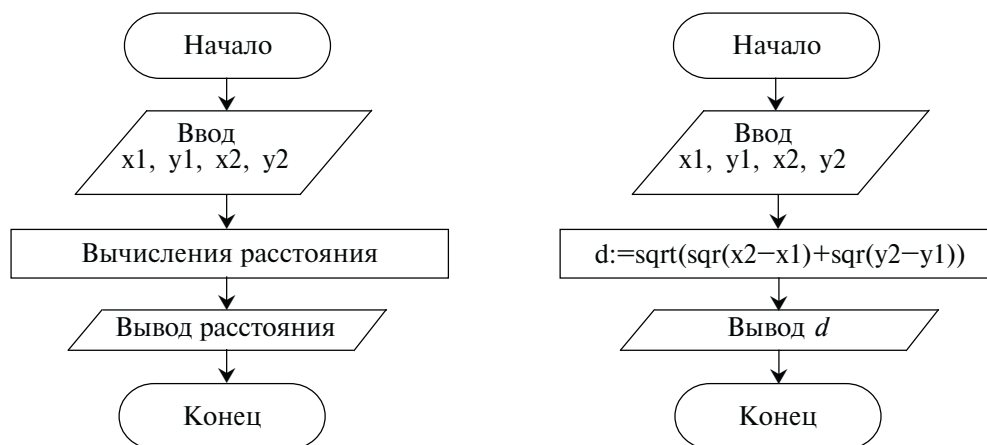 Начало
Ввод
x1, y1, x2, y2
Вычисления расстояния
Вывод расстояния
Конец
Начало
Ввод
x1, y1, x2, y2
d:=sqrt(sqr(x2−x1)+sqr(y2−y1))
Вывод d
Конец